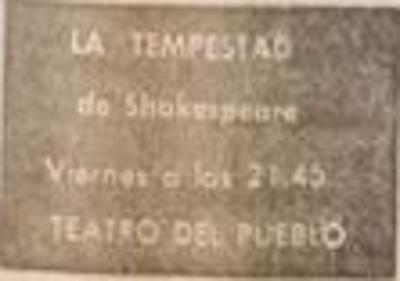 LA TEMPESTAD
de Shakespeare
Viernes a las 21.45
TEATRO DEL PUEBLO